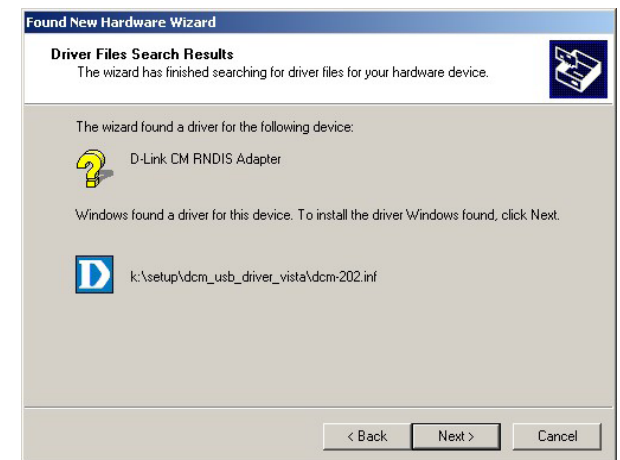 Found New Hardware Wizard
Driver Files Search Results
The wizard has finished searching for driver files for your hardware device.
The wizard found a driver for the following device:
D-Link CM RNDIS Adapter
Windows found a driver for this device. To install the driver Windows found, click Next.
D
k:\setup\dcm_usb_driver_vista\dcm-202.inf
< Back
Next >
Cancel